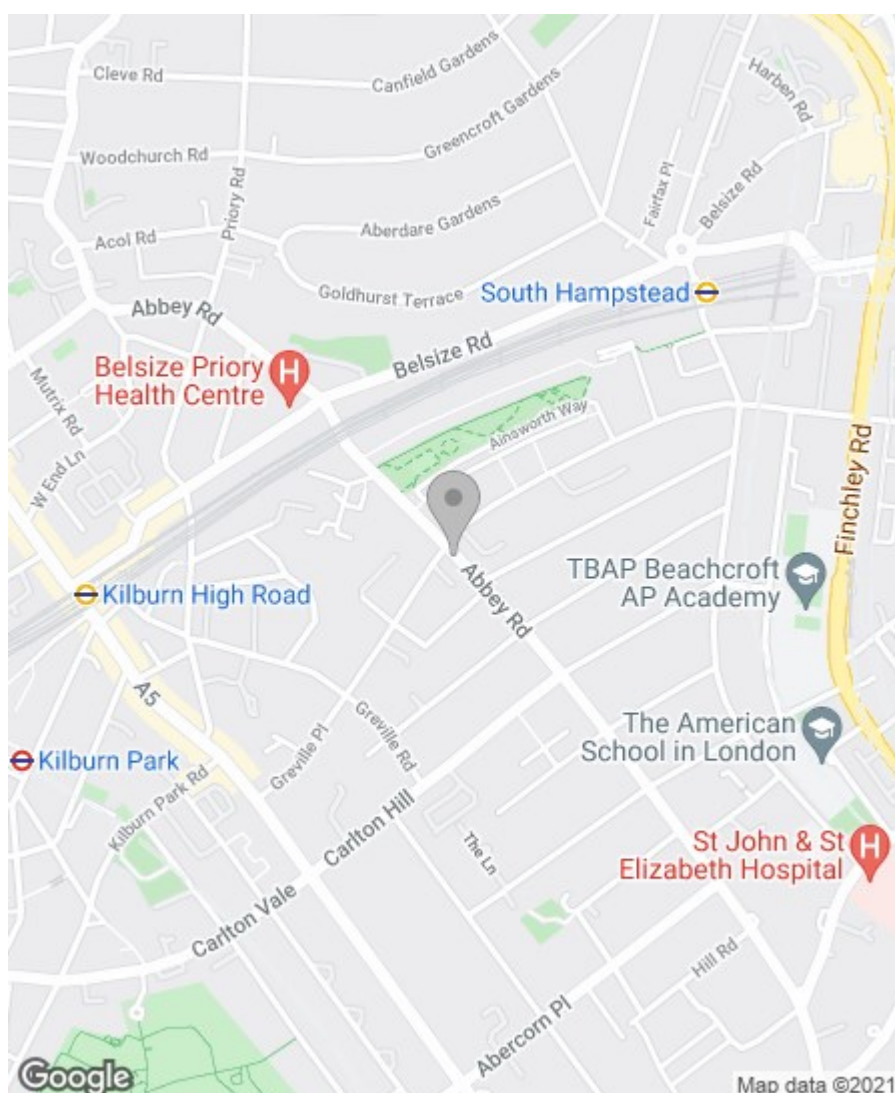 Cleve Rd
Canfield Gardens
Harben Rd
Greencroft Gardens
Woodchurch Rd
Fairfax Pl
Belsize Rd
Priory Rd
Aberdare Gardens
Acol Rd
Goldhurst Terrace
South Hampstead
Abbey Rd
Belsize Rd
Belsize Priory
Health Centre
Mutrix Rd
Ainsworth Way
W End Ln
Finchley Rd
TBAP Beachcroft
AP Academy
Abbey Rd
Kilburn High Road
A5
Greville Rd
Greville Pl
The American
School in London
Kilburn Park
Kilburn Park Rd
Carlton Hill
The Ln
St John & St
Elizabeth Hospital
Carlton Vale
Hill Rd
Abercorn Pl
Google
Map data ©2021